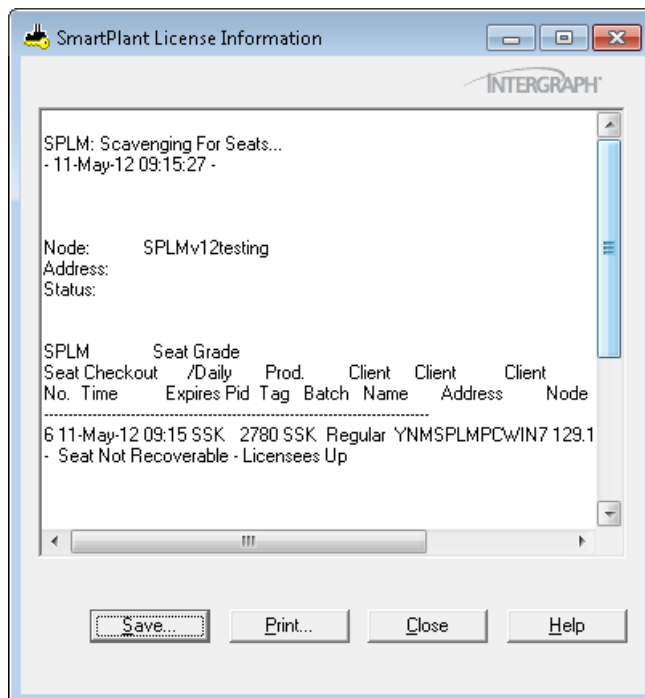 SmartPlant License Information
INTERGRAPH
SPLM: Scavenging For Seats...
- 11-May-12 09:15:27 -
Node: SPLMv12testing
Address:
Status:
SPLM Seat Grade
Seat Checkout /Daily Prod. Client Client Client
No. Time Expires Pid Tag Batch Name Address Node
--------------------------------------------------------------------------------
6 11-May-12 09:15 SSK 2780 SSK Regular YNMSPLMPCWIN7 129.1
- Seat Not Recoverable - Licensees Up
Save... Print... Close Help